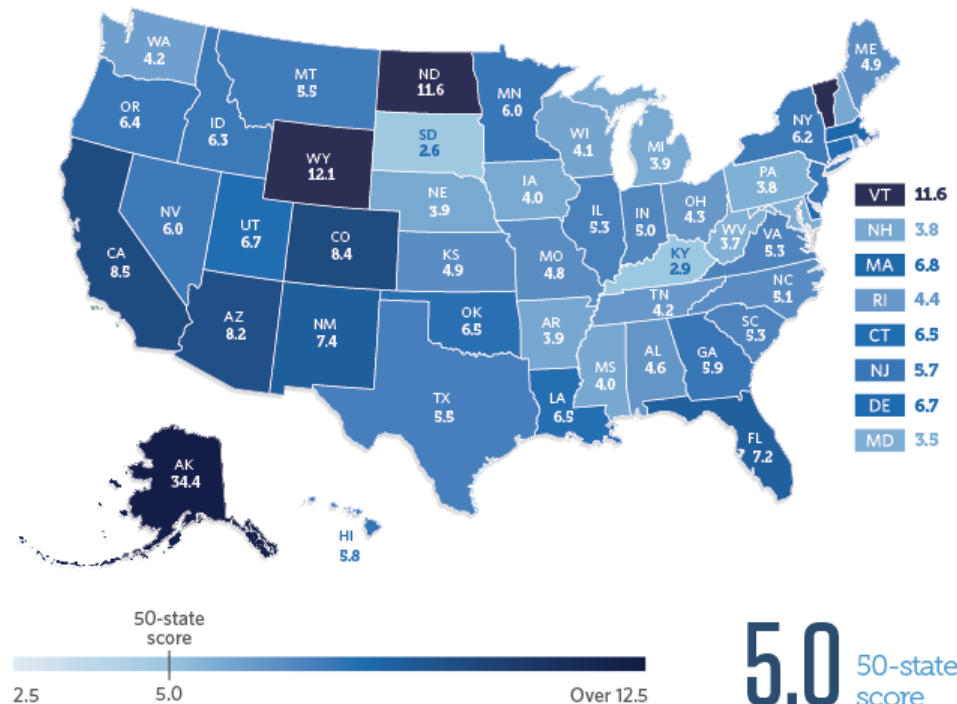 WA
4.2
OR
6.4
ID
6.3
MT
5.5
ND
11.6
MN
6.0
SD
2.6
WY
12.1
WI
4.1
MI
3.9
NY
6.2
ME
4.9
NV
6.0
UT
6.7
CO
8.4
NE
3.9
IA
4.0
IL
5.3
IN
5.0
OH
4.3
PA
3.8
WV
3.7
VA
5.3
CA
8.5
KS
4.9
MO
4.8
KY
2.9
NC
5.1
TN
4.2
SC
5.3
AZ
8.2
NM
7.4
OK
6.5
AR
3.9
MS
4.0
AL
4.6
GA
5.9
TX
5.5
LA
6.5
FL
7.2
AK
34.4
HI
5.8
VT 11.6
NH 3.8
MA 6.8
RI 4.4
CT 6.5
NJ 5.7
DE 6.7
MD 3.5
50-state
score
2.5 5.0 Over 12.5
5.0 50-state
score